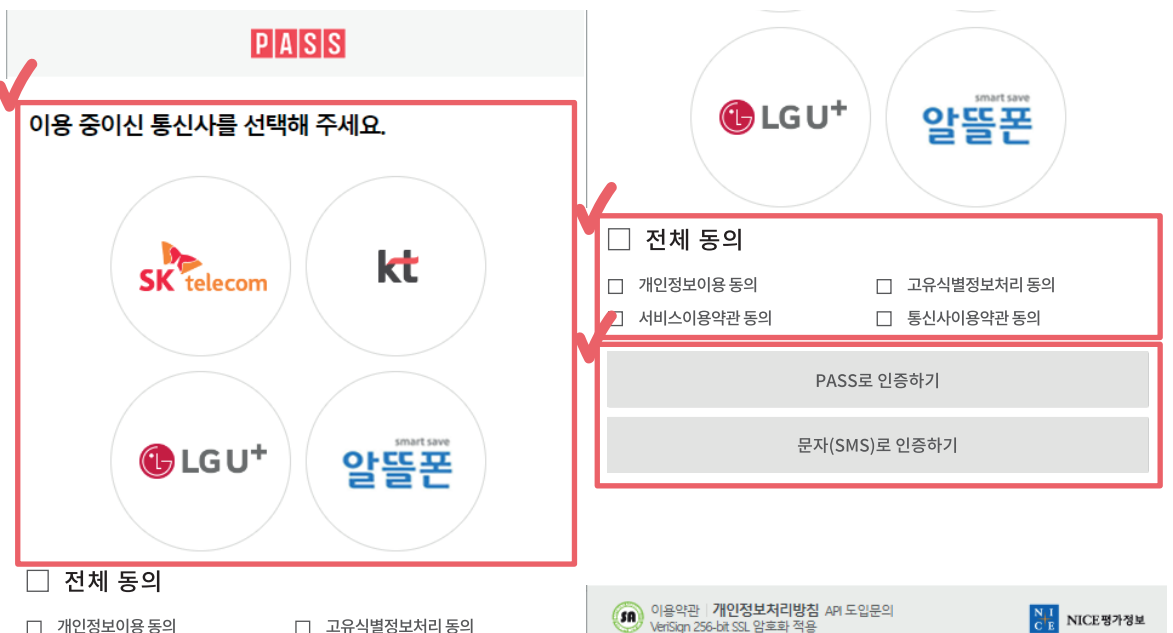 PASS
이용 중이신 통신사를 선택해 주세요.
SK telecom
kt
LG U+
smart save
알뜰폰
전체 동의
개인정보이용 동의
고유식별정보처리 동의
LG U+
smart save
알뜰폰
전체 동의
개인정보이용 동의
고유식별정보처리 동의
서비스이용약관 동의
통신사이용약관 동의
PASS로 인증하기
문자(SMS)로 인증하기
SA
이용약관 | 개인정보처리방침 API 도입문의
VeriSign 256-bit SSL 암호화 적용
NICE NICE평가정보